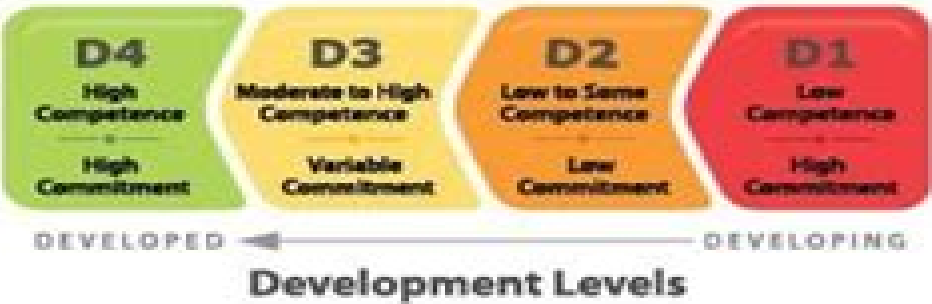 D4
High
Competence
High
Commitment
D3
Moderate to High
Competence
Variable
Commitment
D2
Low to Some
Competence
Low
Commitment
D1
Low
Competence
High
Commitment
DEVELOPED
DEVELOPING
Development Levels